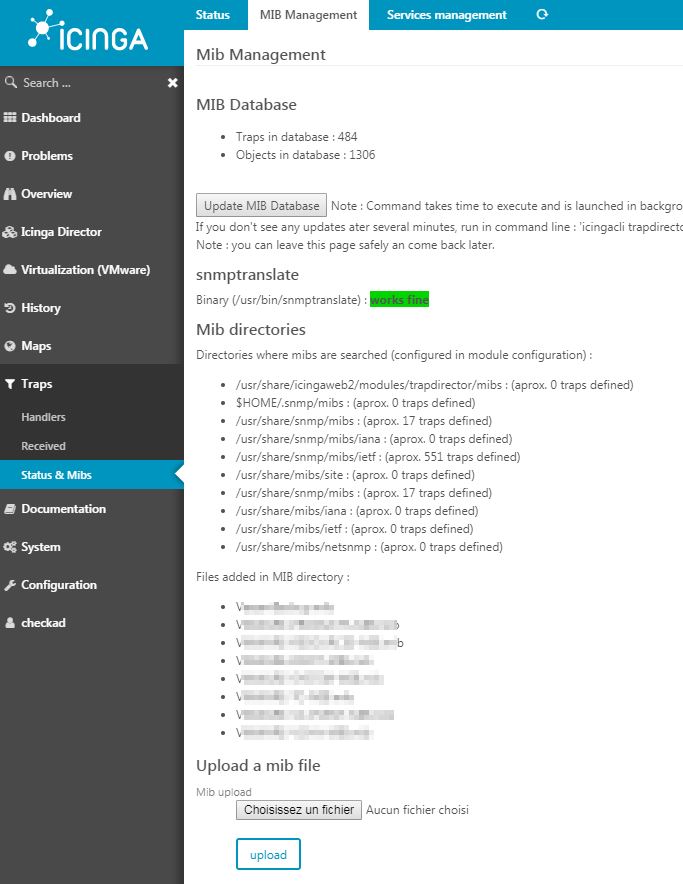 ICINGA
Search ...
Dashboard
Problems
Overview
Icinga Director
Virtualization (VMware)
History
Maps
Traps
Handlers
Received
Status & Mibs
Documentation
System
Configuration
checkad
Status
MIB Management
Services management
Mib Management
MIB Database
Traps in database : 484
Objects in database : 1306
Update MIB Database Note : Command takes time to execute and is launched in backgro
If you don't see any updates ater several minutes, run in command line : 'icingacli trapdirecto
Note : you can leave this page safely an come back later.
snmptranslate
Binary (/usr/bin/snmptranslate) : works fine
Mib directories
Directories where mibs are searched (configured in module configuration) :
/usr/share/icingaweb2/modules/trapdirector/mibs : (aprox. 0 traps defined)
$HOME/.snmp/mibs : (aprox. 0 traps defined)
/usr/share/snmp/mibs : (aprox. 17 traps defined)
/usr/share/snmp/mibs/iana : (aprox. 0 traps defined)
/usr/share/snmp/mibs/ietf : (aprox. 551 traps defined)
/usr/share/mibs/site : (aprox. 0 traps defined)
/usr/share/snmp/mibs : (aprox. 17 traps defined)
/usr/share/mibs/iana : (aprox. 0 traps defined)
/usr/share/mibs/ietf : (aprox. 0 traps defined)
/usr/share/mibs/netsnmp : (aprox. 0 traps defined)
Files added in MIB directory :
Upload a mib file
Mib upload
Choisissez un fichier Aucun fichier choisi
upload